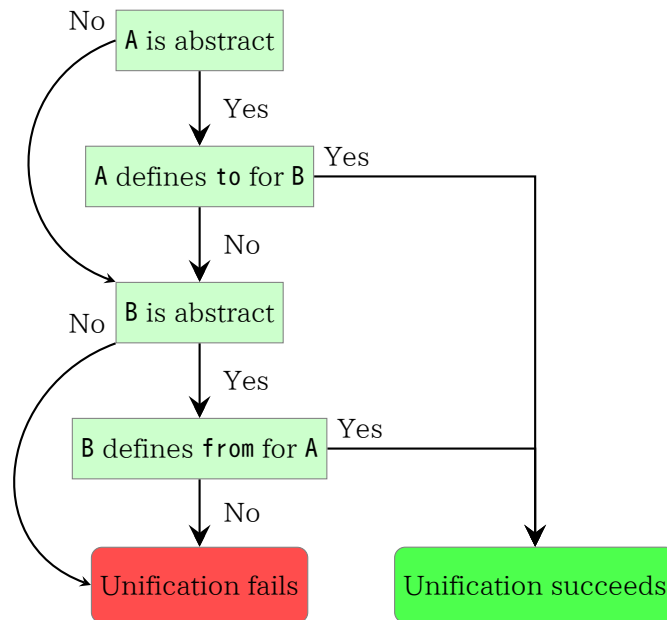 No
A is abstract
Yes
A defines to for B
Yes
No
B is abstract
No
Yes
B defines from for A
Yes
No
Unification fails
Unification succeeds